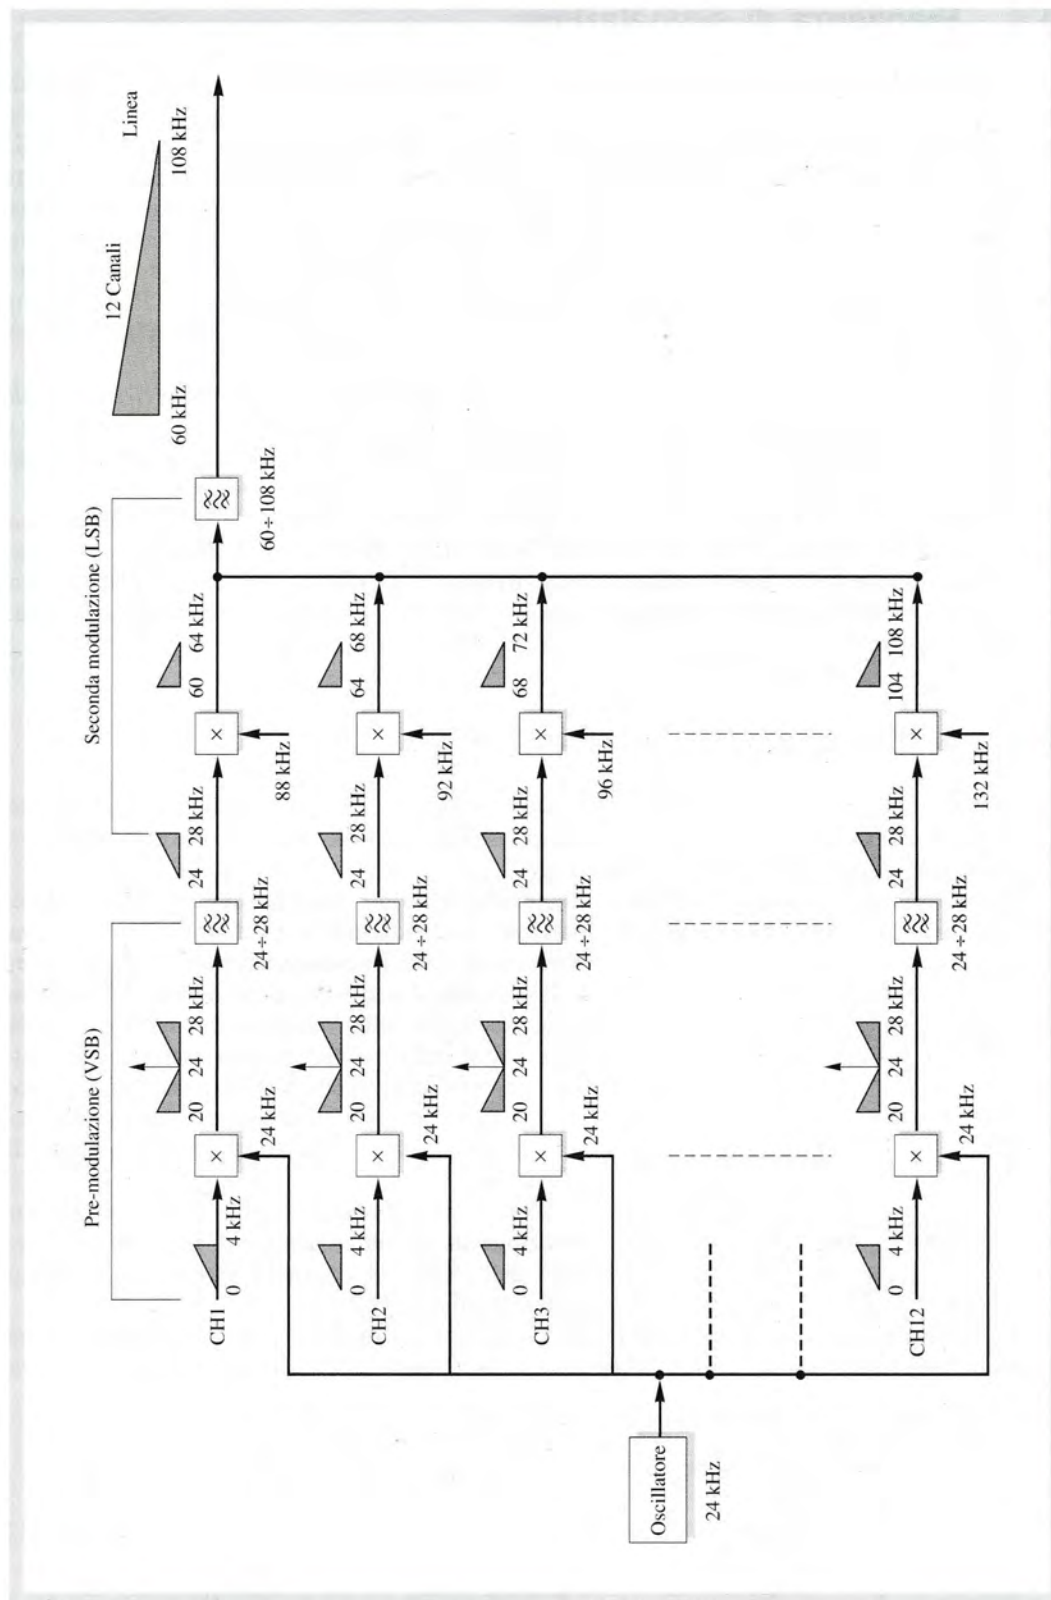 Pre-modulazione (VSB)
Seconda modulazione (LSB)
12 Canali
Linea
60 kHz
108 kHz
CH1
0 4 kHz
×
24 kHz
20 24 28 kHz
24÷28 kHz
24 28 kHz
×
88 kHz
60 64 kHz
60÷108 kHz
CH2
0 4 kHz
×
24 kHz
20 24 28 kHz
24÷28 kHz
24 28 kHz
×
92 kHz
64 68 kHz
CH3
0 4 kHz
×
24 kHz
20 24 28 kHz
24÷28 kHz
24 28 kHz
×
96 kHz
68 72 kHz
Oscillatore
24 kHz
CH12
0 4 kHz
×
24 kHz
20 24 28 kHz
24÷28 kHz
24 28 kHz
×
132 kHz
104 108 kHz